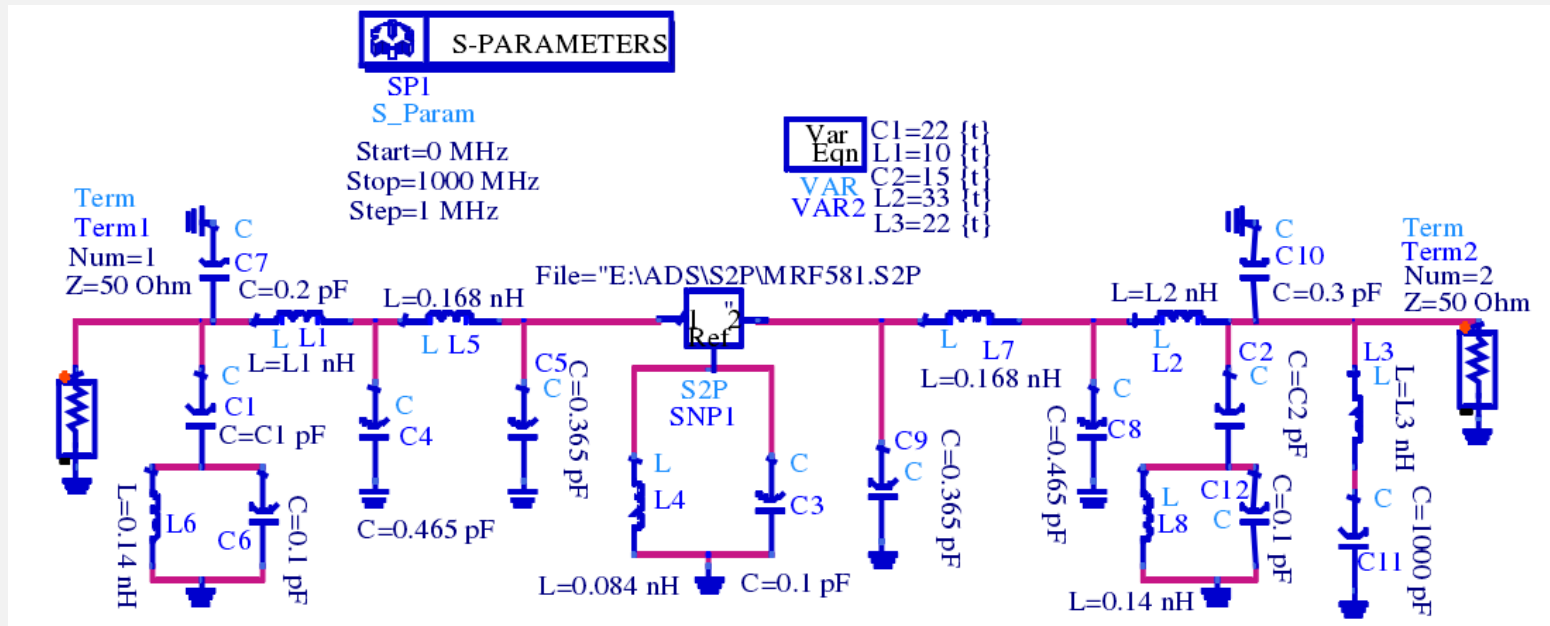 S-PARAMETERS
SP1
S_Param
Start=0 MHz
Stop=1000 MHz
Step=1 MHz
Var
Eqn
VAR
VAR2
C1=22 {t}
L1=10 {t}
C2=15 {t}
L2=33 {t}
L3=22 {t}
Term
Term1
Num=1
Z=50 Ohm
C
C7
C=0.2 pF
L
L1
L=L1 nH
L=0.168 nH
L
L5
C
C1
C=C1 pF
L=0.14 nH
L6
C6
C=0.1 pF
C
C4
C=0.465 pF
C5
C
C=0.365 pF
File="E:\ADS\S2P\MRF581.S2P
"
1
2
Ref
S2P
SNP1
L
L4
L=0.084 nH
C
C3
C=0.1 pF
C9
C
C=0.365 pF
L
L7
L=0.168 nH
C
C8
C=0.465 pF
L=L2 nH
L
L2
C
C10
C=0.3 pF
C2
C
C=C2 pF
L
L8
L=0.14 nH
C12
C
C=0.1 pF
L3
L
L=L3 nH
C
C11
C=1000 pF
Term
Term2
Num=2
Z=50 Ohm